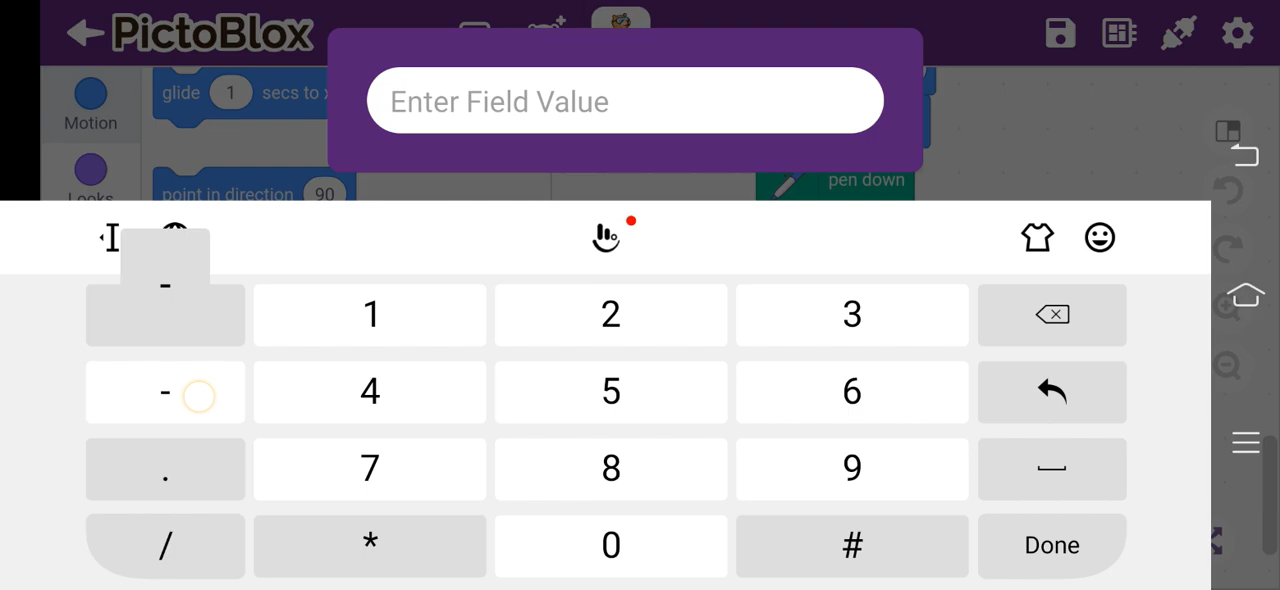 PictoBlox
Enter Field Value
glide 1 secs to x
Motion
Looks
point in direction 90
pen down
-
1 2 3
- 4 5 6
. 7 8 9
/ * 0 # Done